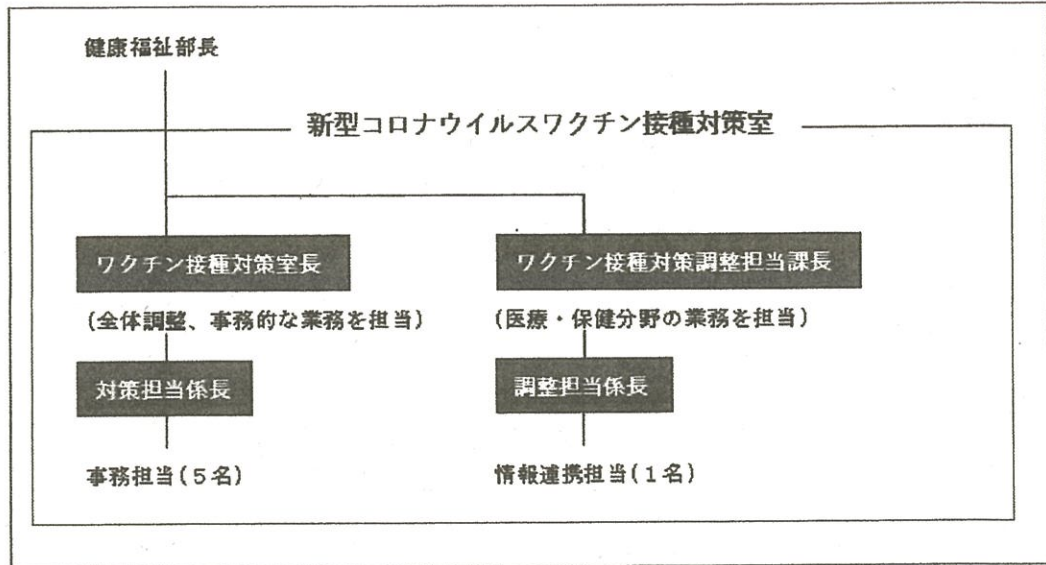 健康福祉部長
新型コロナウイルスワクチン接種対策室
ワクチン接種対策室長
ワクチン接種対策調整担当課長
(全体調整、事務的な業務を担当)
(医療・保健分野の業務を担当)
対策担当係長
調整担当係長
事務担当(5名)
情報連携担当(1名)